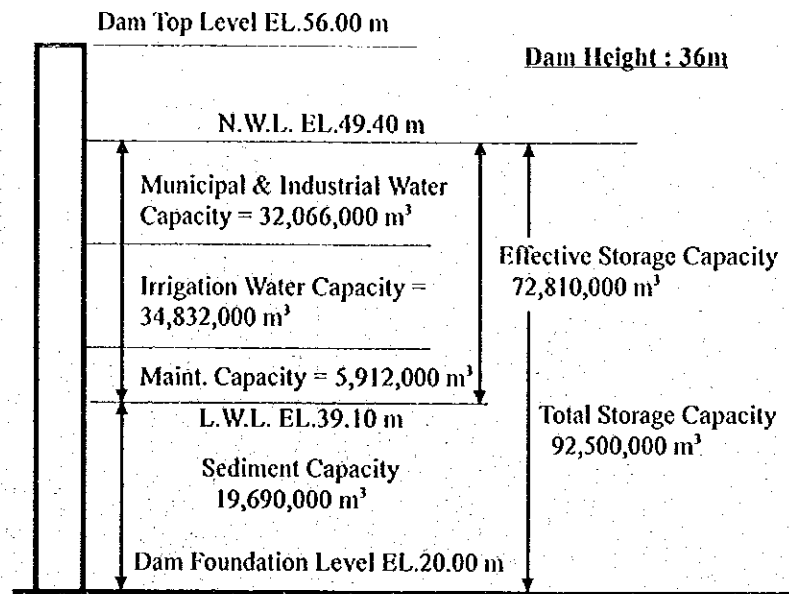 Dam Top Level EL.56.00 m
Dam Height : 36m
N.W.L. EL.49.40 m
Municipal & Industrial Water
Capacity = 32,066,000 m³
Irrigation Water Capacity =
34,832,000 m³
Maint. Capacity = 5,912,000 m³
Effective Storage Capacity
72,810,000 m³
L.W.L. EL.39.10 m
Sediment Capacity
19,690,000 m³
Total Storage Capacity
92,500,000 m³
Dam Foundation Level EL.20.00 m